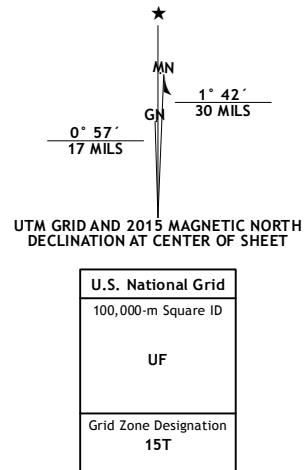 ★
MN
GN
1° 42´
30 MILS
0° 57´
17 MILS
UTM GRID AND 2015 MAGNETIC NORTH
DECLINATION AT CENTER OF SHEET
U.S. National Grid
100,000-m Square ID
UF
Grid Zone Designation
15T